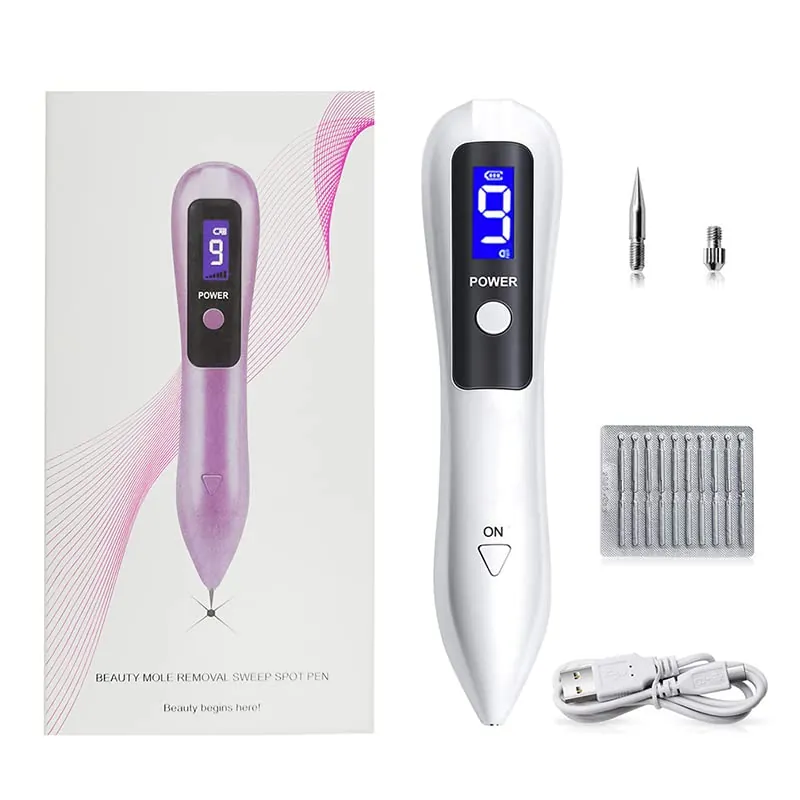 9
POWER
BEAUTY MOLE REMOVAL SWEEP SPOT PEN
Beauty begins here!
9
POWER
ON